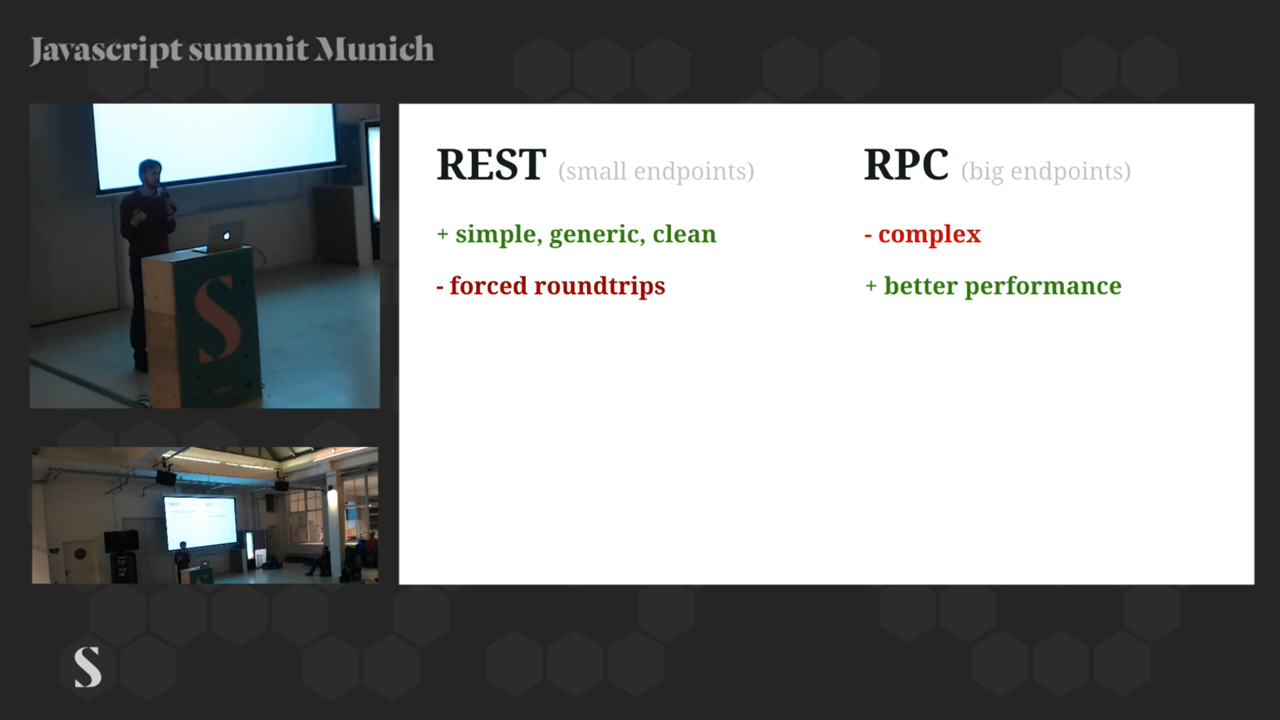 Javascript summit Munich
REST (small endpoints)
+ simple, generic, clean
- forced roundtrips
RPC (big endpoints)
- complex
+ better performance
S
S